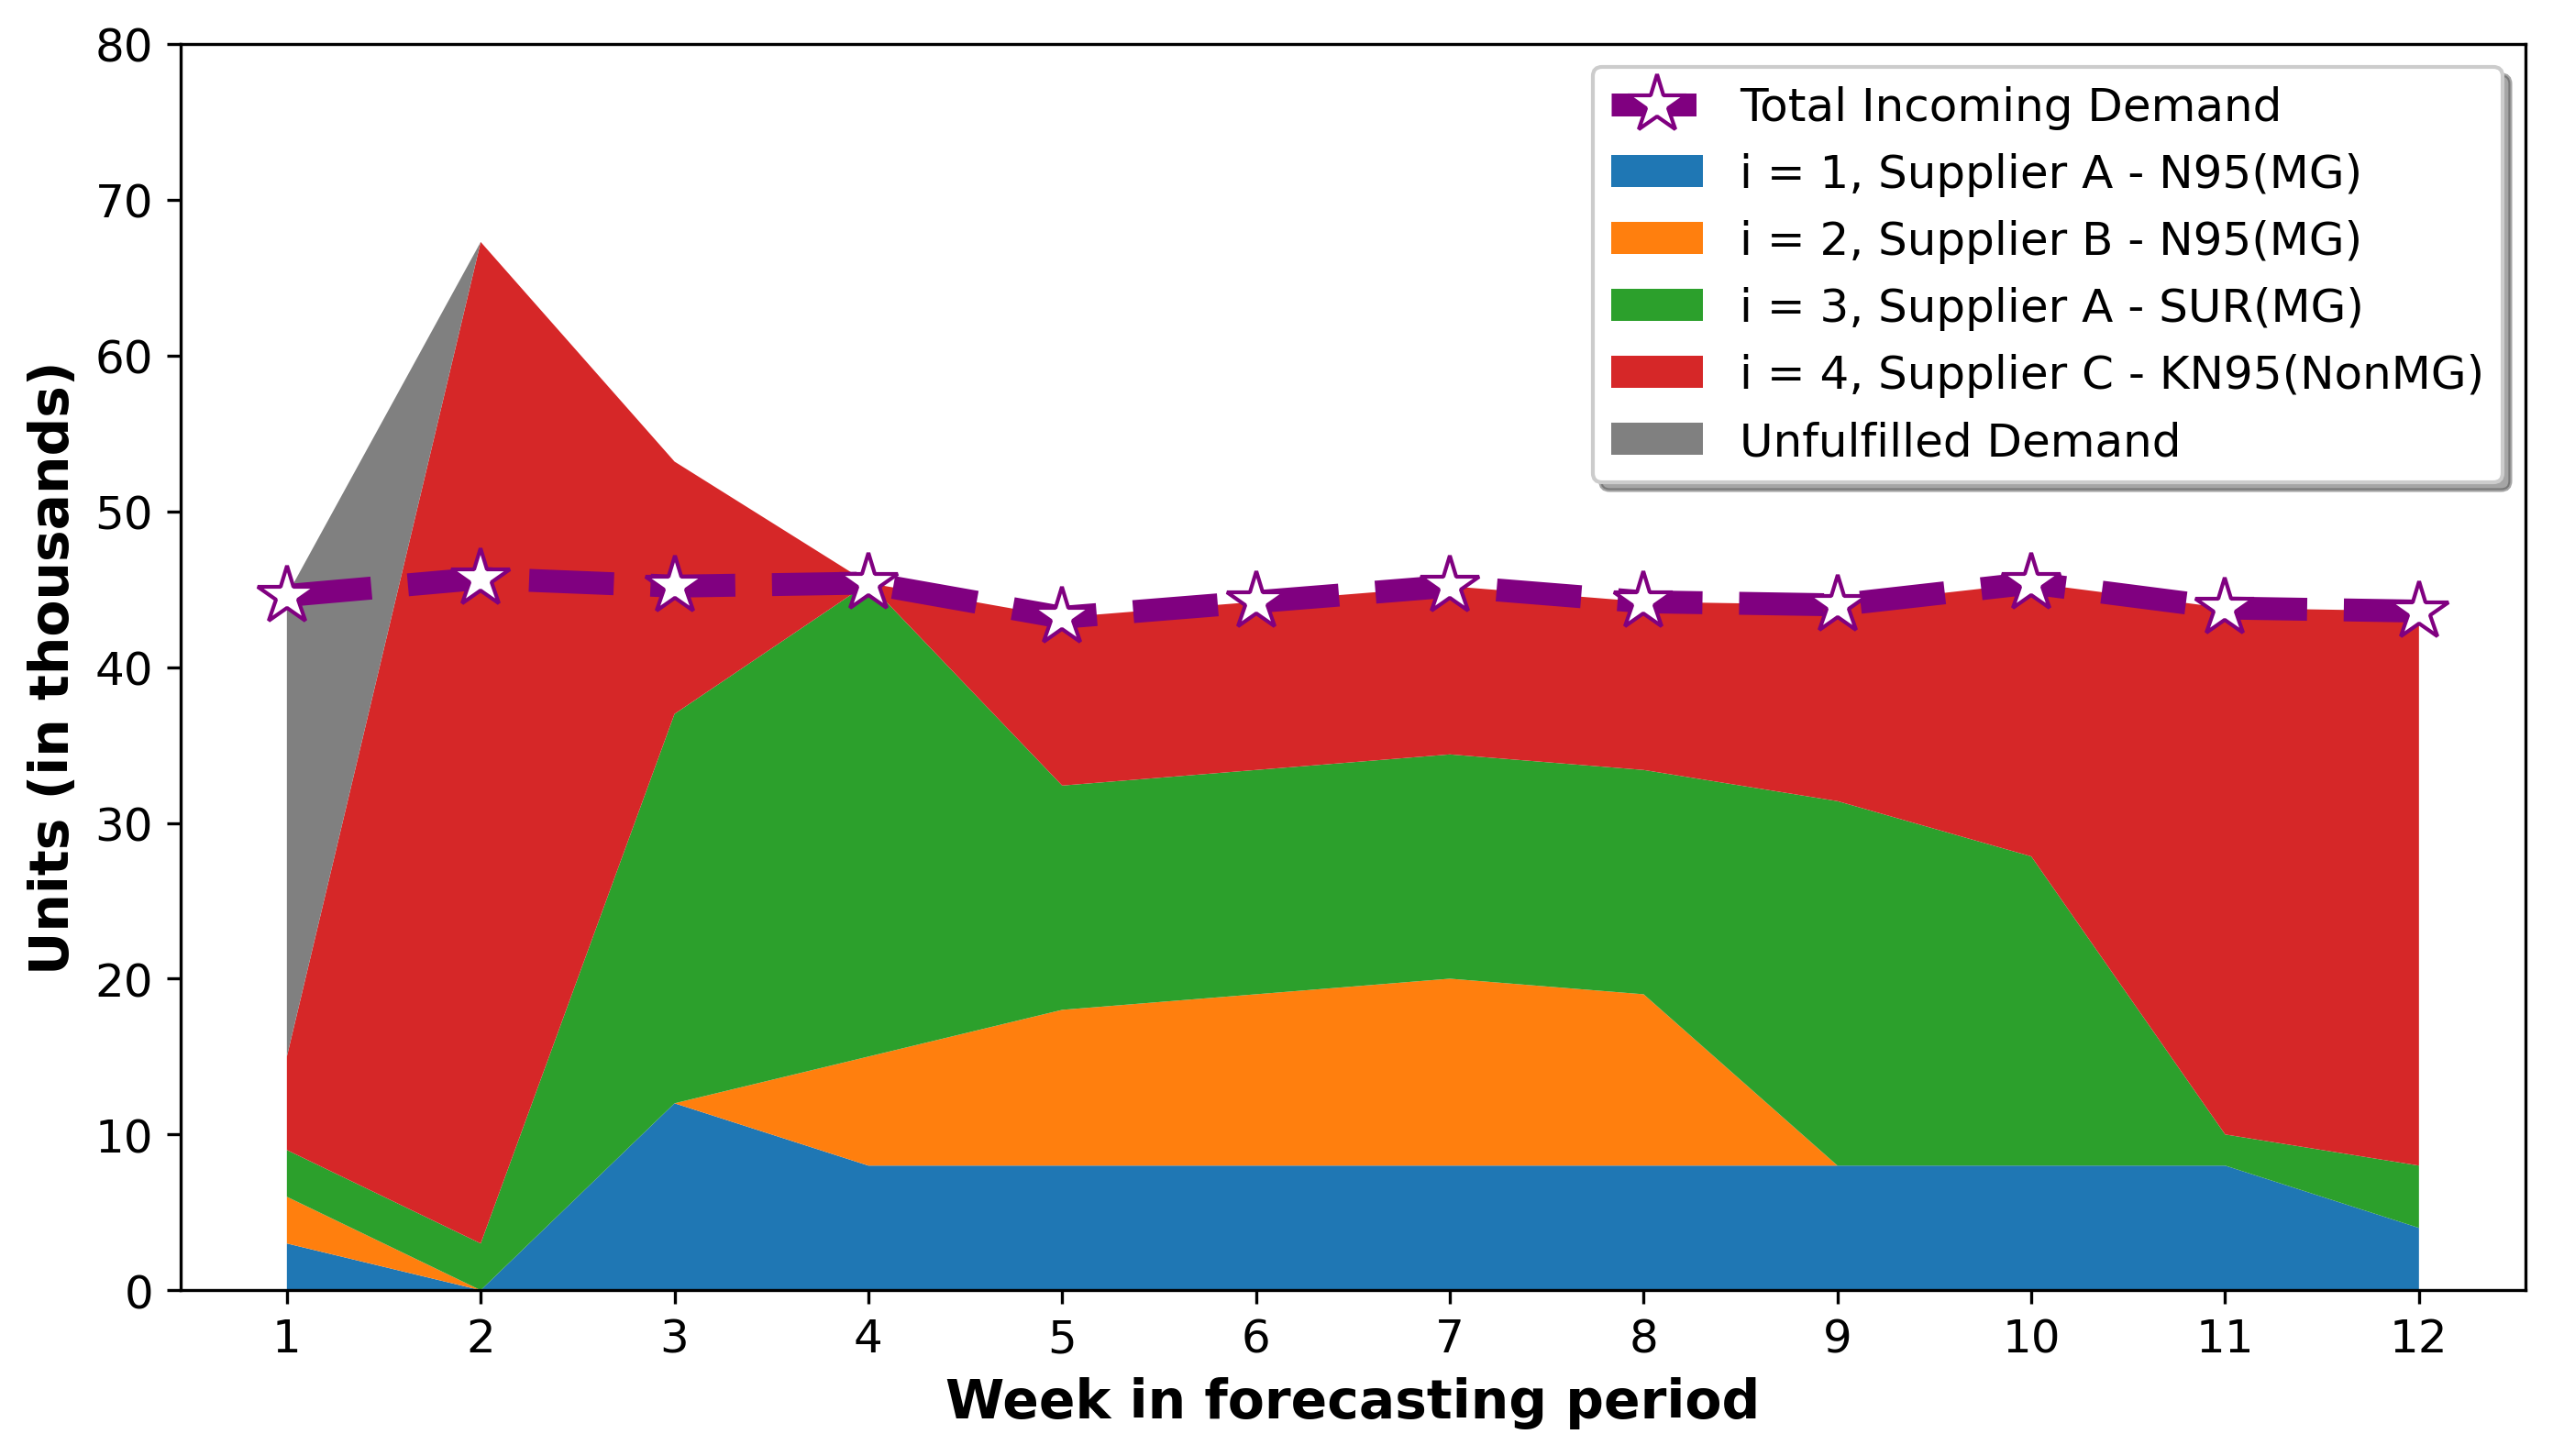 80
70
60
50
40
30
20
10
0
Units (in thousands)
Total Incoming Demand
i = 1, Supplier A - N95(MG)
i = 2, Supplier B - N95(MG)
i = 3, Supplier A - SUR(MG)
i = 4, Supplier C - KN95(NonMG)
Unfulfilled Demand
1 2 3 4 5 6 7 8 9 10 11 12
Week in forecasting period